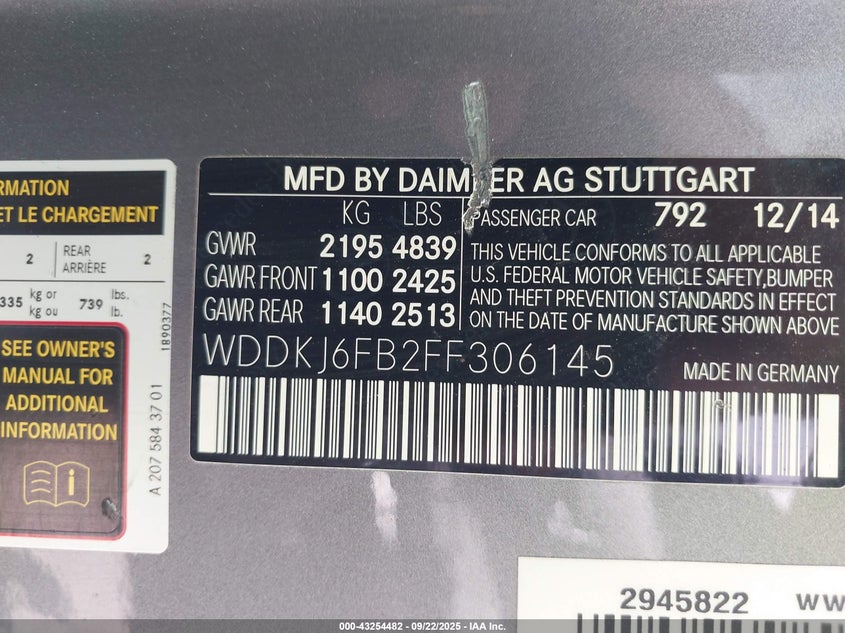 RMATION
ET LE CHARGEMENT
2 REAR ARRIÈRE 2
335 kg or kg ou 739 lbs. lb.
SEE OWNER'S
MANUAL FOR
ADDITIONAL
INFORMATION
A 207 584 37 01
1890377
MFD BY DAIMLER AG STUTTGART
KG LBS PASSENGER CAR 792 12/14
GVWR 2195 4839
GAWR FRONT 1100 2425
GAWR REAR 1140 2513
THIS VEHICLE CONFORMS TO ALL APPLICABLE
U.S. FEDERAL MOTOR VEHICLE SAFETY,BUMPER
AND THEFT PREVENTION STANDARDS IN EFFECT
ON THE DATE OF MANUFACTURE SHOWN ABOVE
WDDKJ6FB2FF306145 MADE IN GERMANY
2945822 WW
000-43254482 - 09/22/2025 - IAA Inc.